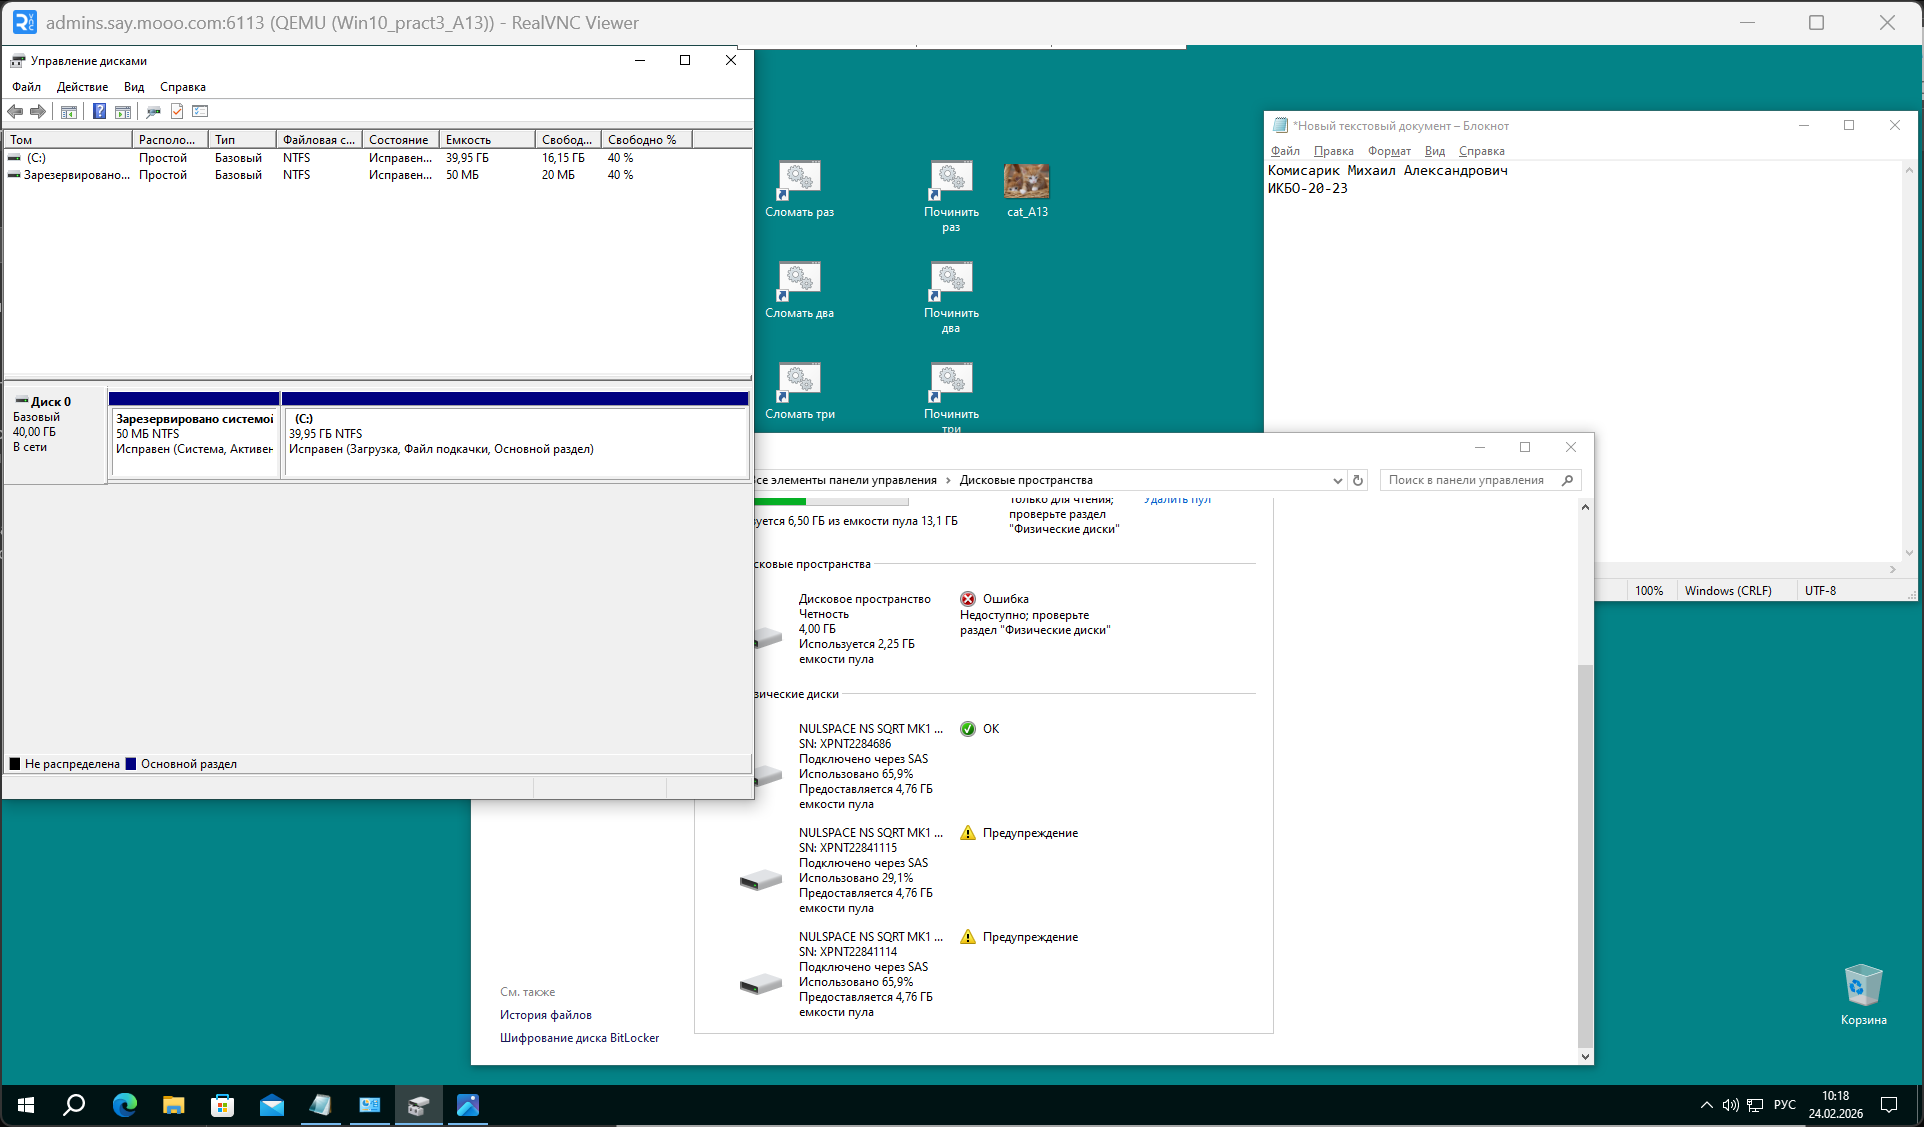 admins.say.mooo.com:6113 (QEMU (Win10_pract3_A13)) - RealVNC Viewer
Управление дисками
Файл Действие Вид Справка
Том Располо... Тип Файловая с... Состояние Емкость Свобод... Свободно %
(C:) Простой Базовый NTFS Исправен... 39,95 ГБ 16,15 ГБ 40 %
Зарезервировано... Простой Базовый NTFS Исправен... 50 МБ 20 МБ 40 %
Диск 0
Базовый
40,00 ГБ
В сети
Зарезервировано системой
50 МБ NTFS
Исправен (Система, Активен
(C:)
39,95 ГБ NTFS
Исправен (Загрузка, Файл подкачки, Основной раздел)
Не распределена Основной раздел
Сломать раз
Починить
раз
cat_A13
Сломать два
Починить
два
Сломать три
Починить
три
*Новый текстовый документ – Блокнот
Файл Правка Формат Вид Справка
Комисарик Михаил Александрович
ИКБО-20-23
100% Windows (CRLF) UTF-8
се элементы панели управления › Дисковые пространства
Поиск в панели управления
только для чтения;
проверьте раздел
"Физические диски"
Удалить пул
уется 6,50 ГБ из емкости пула 13,1 ГБ
сковые пространства
Дисковое пространство
Четность
4,00 ГБ
Используется 2,25 ГБ
емкости пула
Ошибка
Недоступно; проверьте
раздел "Физические диски"
зические диски
NULSPACE NS SQRT MK1 ...
SN: XPNT2284686
Подключено через SAS
Использовано 65,9%
Предоставляется 4,76 ГБ
емкости пула
OK
NULSPACE NS SQRT MK1 ...
SN: XPNT22841115
Подключено через SAS
Использовано 29,1%
Предоставляется 4,76 ГБ
емкости пула
Предупреждение
NULSPACE NS SQRT MK1 ...
SN: XPNT22841114
Подключено через SAS
Использовано 65,9%
Предоставляется 4,76 ГБ
емкости пула
Предупреждение
См. также
История файлов
Шифрование диска BitLocker
Корзина
РУС
10:18
24.02.2026